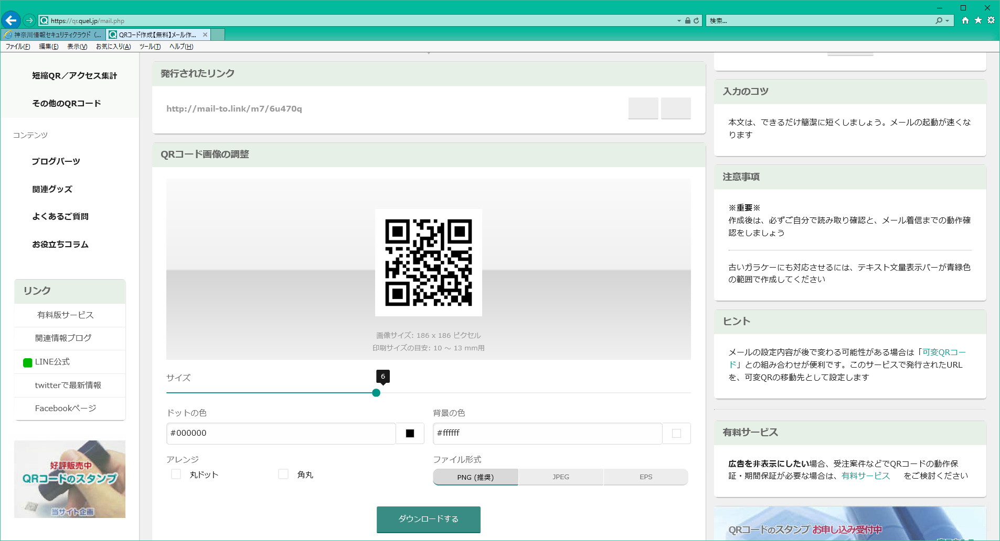 https://qr.quel.jp/mail.php
検索...
神奈川情報セキュリティクラウド (...
QRコード作成【無料】メール作...
ファイル(F) 編集(E) 表示(V) お気に入り(A) ツール(T) ヘルプ(H)
短縮QR／アクセス集計
その他のQRコード
コンテンツ
ブログパーツ
関連グッズ
よくあるご質問
お役立ちコラム
リンク
有料版サービス
関連情報ブログ
LINE公式
twitterで最新情報
Facebookページ
好評販売中
QRコードのスタンプ
当サイト企画
発行されたリンク
http://mail-to.link/m7/6u470q
QRコード画像の調整
画像サイズ: 186 x 186 ピクセル
印刷サイズの目安: 10 ～ 13 mm用
サイズ
6
ドットの色
#000000
背景の色
#ffffff
アレンジ
丸ドット
角丸
ファイル形式
PNG (推奨)
JPEG
EPS
ダウンロードする
入力のコツ
本文は、できるだけ簡潔に短くしましょう。メールの起動が速くな
ります
注意事項
※重要※
作成後は、必ずご自分で読み取り確認と、メール着信までの動作確
認をしましょう
古いガラケーにも対応させるには、テキスト文量表示バーが青緑色
の範囲で作成してください
ヒント
メールの設定内容が後で変わる可能性がある場合は「可変QRコー
ド」との組み合わせが便利です。このサービスで発行されたURL
を、可変QRの移動先として設定します
有料サービス
広告を非表示にしたい場合、受注案件などでQRコードの動作保
証・期間保証が必要な場合は、有料サービス をご検討ください
QRコードのスタンプ お申し込み受付中